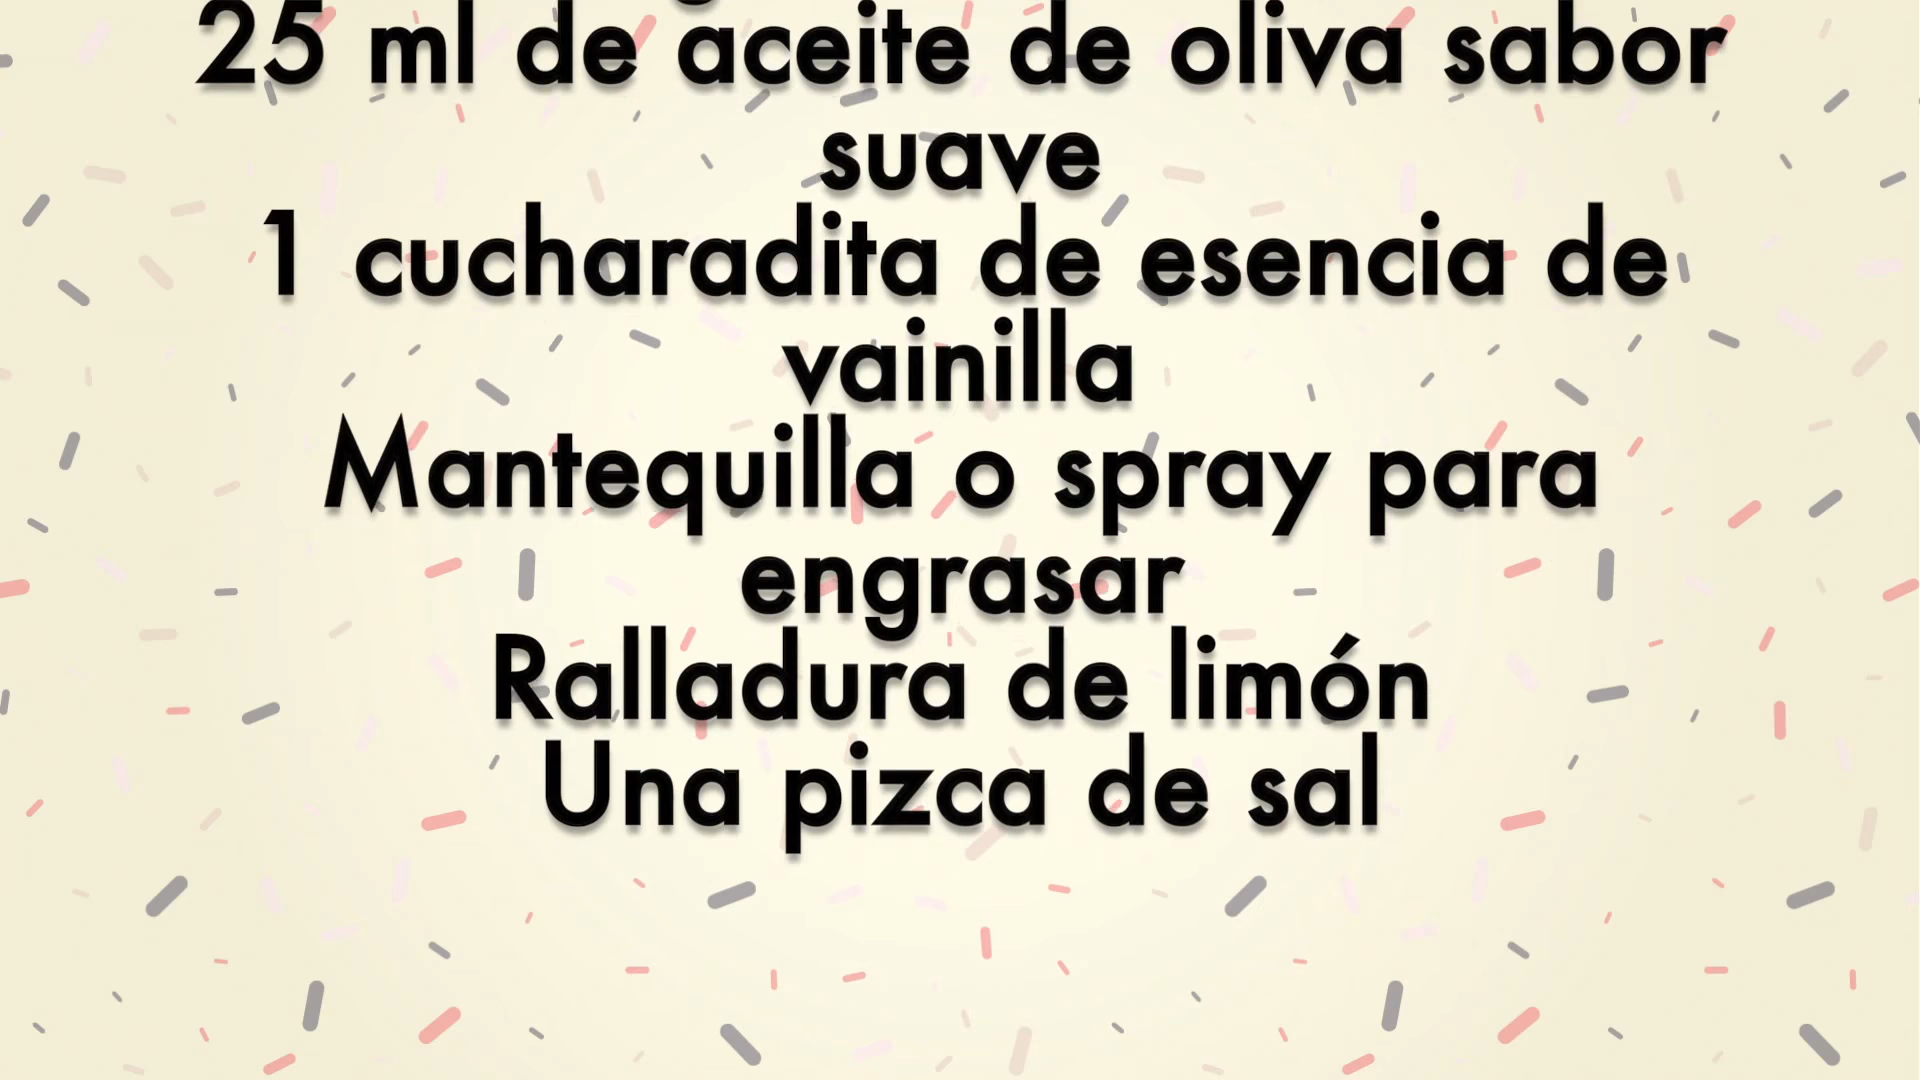 25 ml de aceite de oliva sabor
suave
1 cucharadita de esencia de
vainilla
Mantequilla o spray para
engrasar
Ralladura de limón
Una pizca de sal